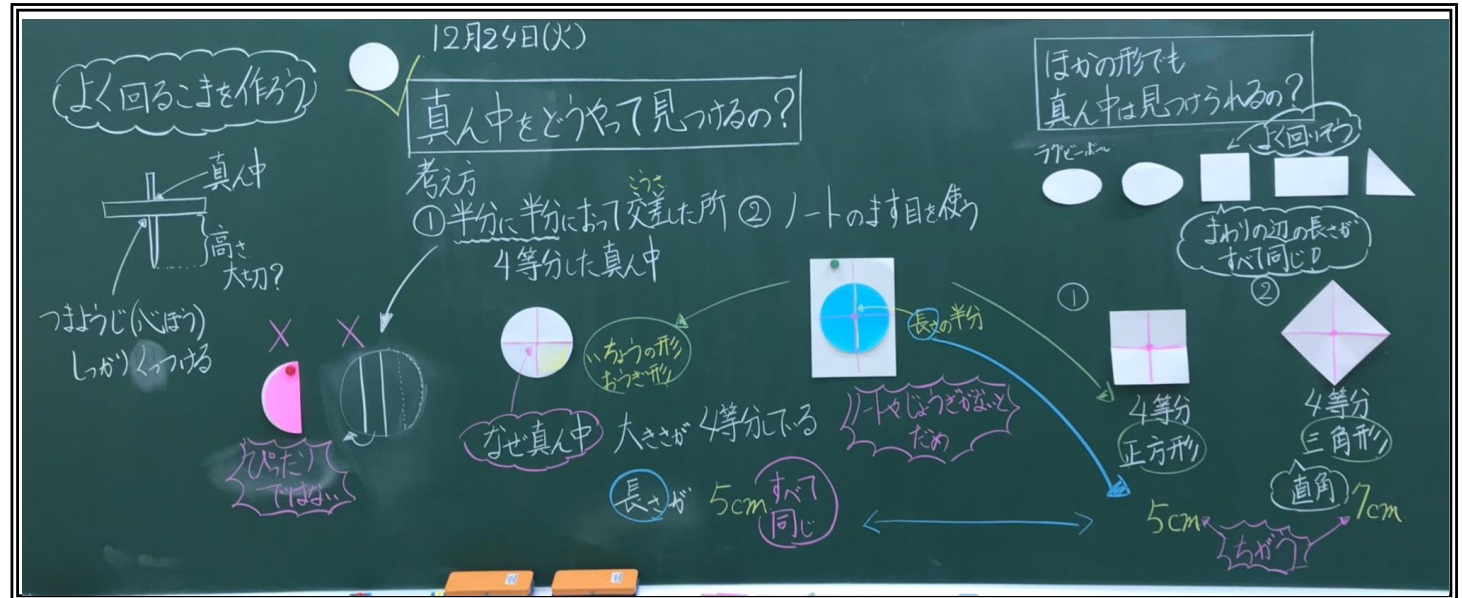 よく回るこまを作ろう
真ん中
高さ
大切?
つまようじ(心ぼう)
しっかりくっつける
12月24日(火)
真ん中をどうやって見つけるの?
考え方
こうさ
①半分に半分におって交差した所
4等分した真ん中
②ノートのます目を使う
ぴったり
ではない
いちょうの形
おうぎ形
なぜ真ん中
大きさが4等分している
長さが 5cm すべて
同じ
長さの半分
ノートやじょうぎがないと
だめ
ほかの形でも
真ん中は見つけられるの?
ラグビーボール
よく回りそう
まわりの辺の長さが
すべて同じ
①
4等分
正方形
②
4等分
三角形
直角
5cm
7cm
ちがう